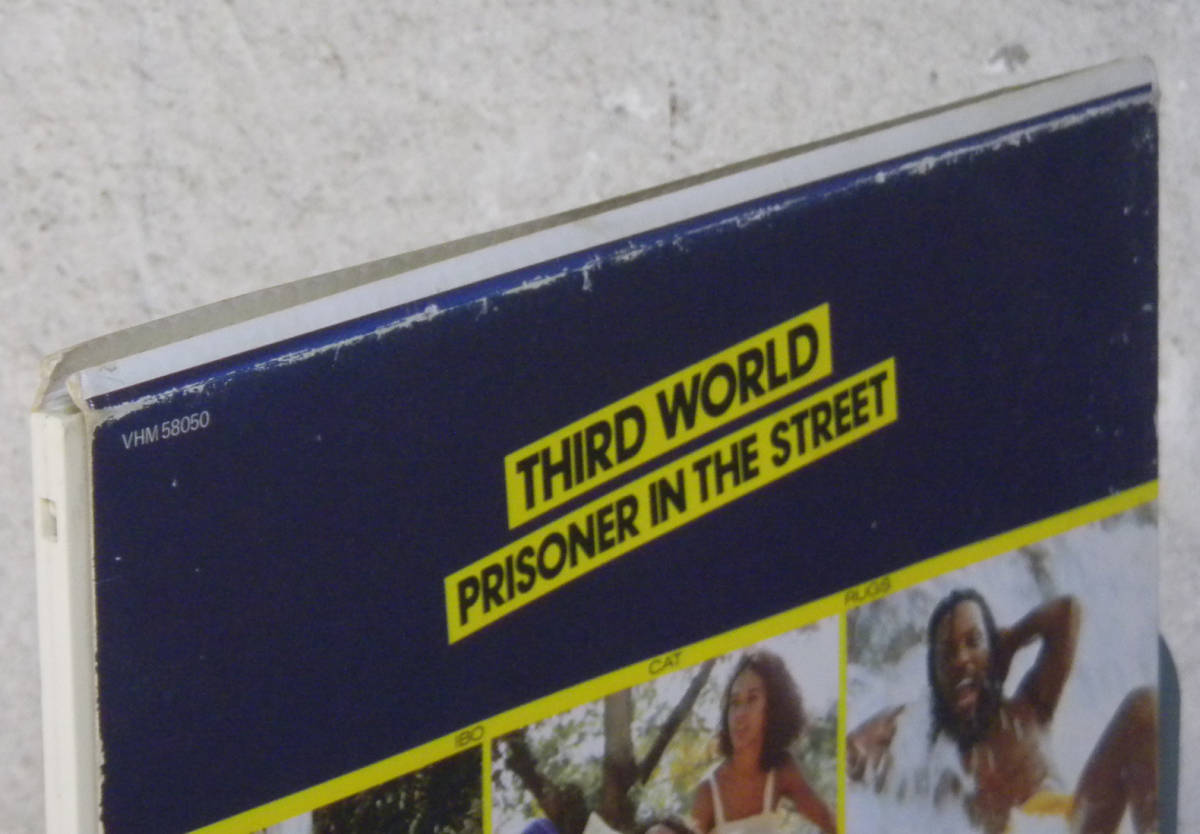 VHM 58050
THIRD WORLD
PRISONER IN THE STREET
IBO
CAT
RUGS